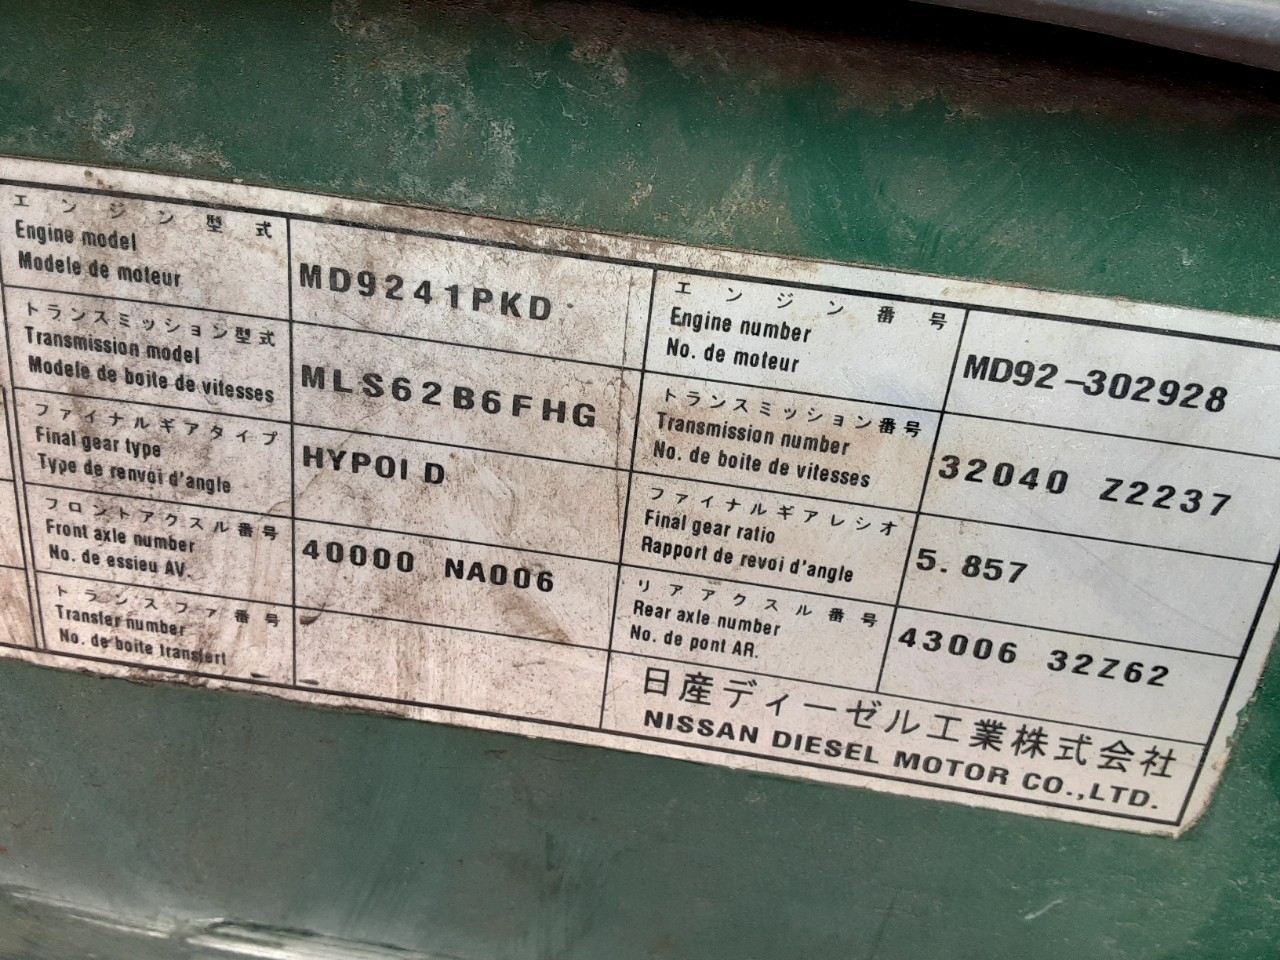 エンジン型式
Engine model
Modele de moteur
MD9241PKD
エンジン番号
Engine number
No. de moteur
MD92-302928
トランスミッション型式
Transmission model
Modele de boite de vitesses
MLS62B6FHG
トランスミッション番号
Transmission number
No. de boite de vitesses
32040 Z2237
ファイナルギアタイプ
Final gear type
Type de renvoi d'angle
HYPOI D
ファイナルギアレシオ
Final gear ratio
Rapport de revoi d'angle
5.857
フロントアクスル番号
Front axle number
No. de essieu AV.
40000 NA006
リアアクスル番号
Rear axle number
No. de pont AR.
43006 32Z62
トランスファ番号
Transfer number
No. de boite transfert
日産ディーゼル工業株式会社
NISSAN DIESEL MOTOR CO.,LTD.